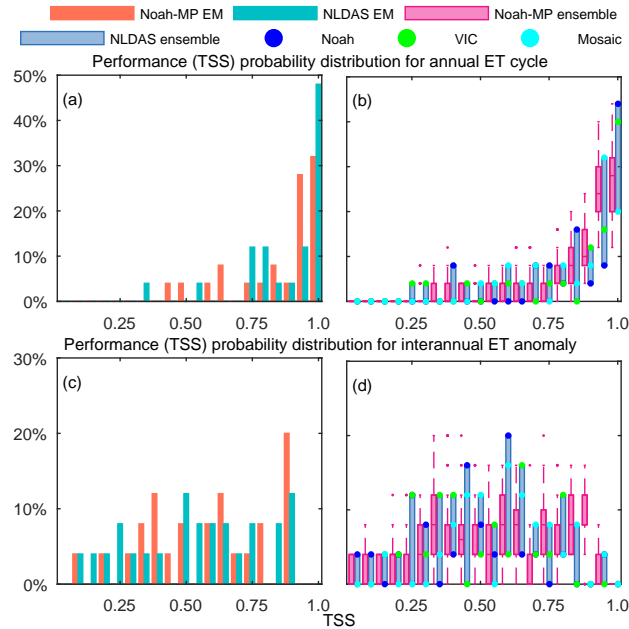 Noah-MP EM NLDAS EM Noah-MP ensemble
NLDAS ensemble Noah VIC Mosaic
Performance (TSS) probability distribution for annual ET cycle
50%
40%
30%
20%
10%
0%
(a)
0.25 0.50 0.75 1.0
(b)
0.25 0.50 0.75 1.0
Performance (TSS) probability distribution for interannual ET anomaly
30%
20%
10%
0%
(c)
0.25 0.50 0.75 1.0
(d)
0.25 0.50 0.75 1.0
TSS